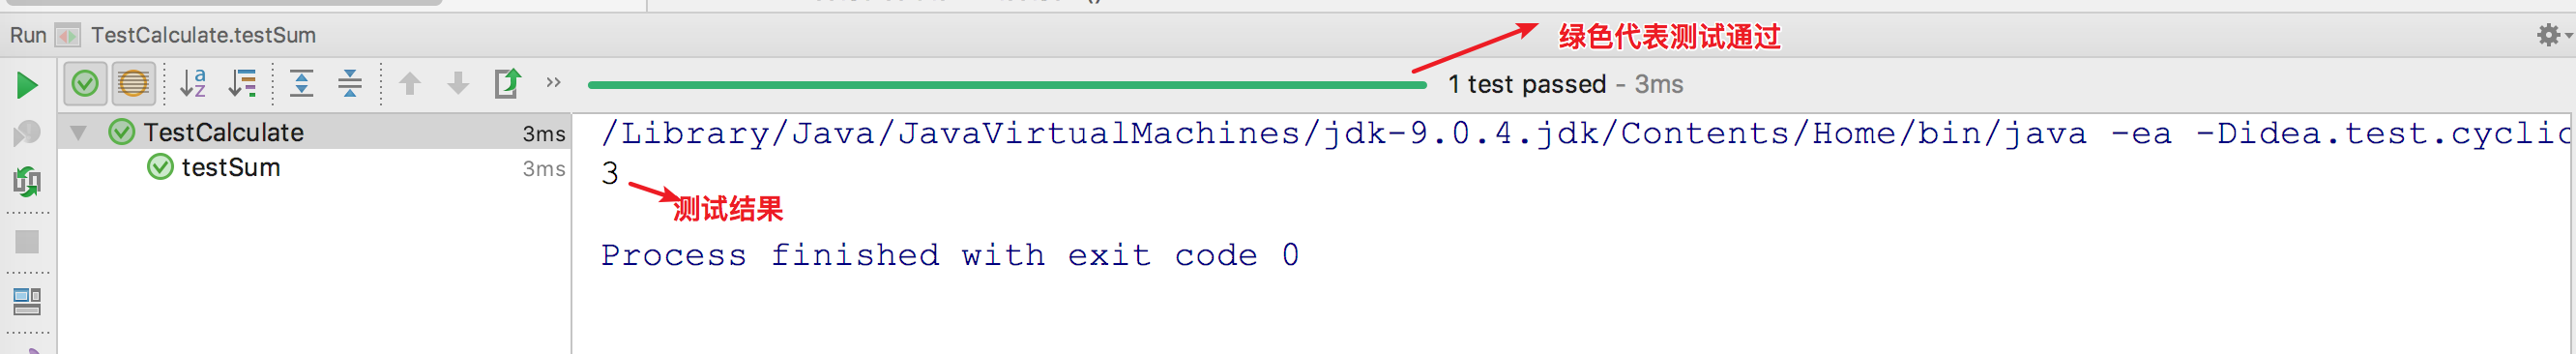 Run TestCalculate.testSum
绿色代表测试通过
1 test passed - 3ms
TestCalculate 3ms
testSum 3ms
/Library/Java/JavaVirtualMachines/jdk-9.0.4.jdk/Contents/Home/bin/java -ea -Didea.test.cyclic
3
测试结果
Process finished with exit code 0